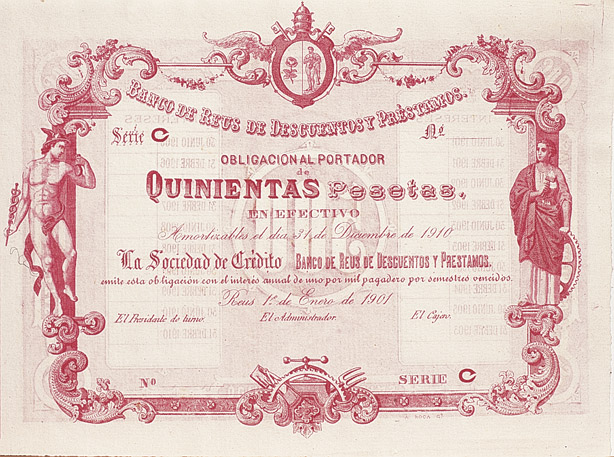 BANCO DE REUS DE DESCUENTOS Y PRÉSTAMOS.
Série C Nº
OBLIGACION AL PORTADOR
de
QUINIENTAS Pesetas,
EN EFECTIVO
Amortizables el dia 31 de Diciembre de 1910
La Sociedad de Crédito BANCO DE REUS DE DESCUENTOS Y PRESTAMOS.
emite esta obligación con el interés annual de uno por mil pagadero por semestres vencidos.
Reus 1º de Enero de 1901
El Presidente de turno. El Administrador. El Cajero.
Nº SERIE C